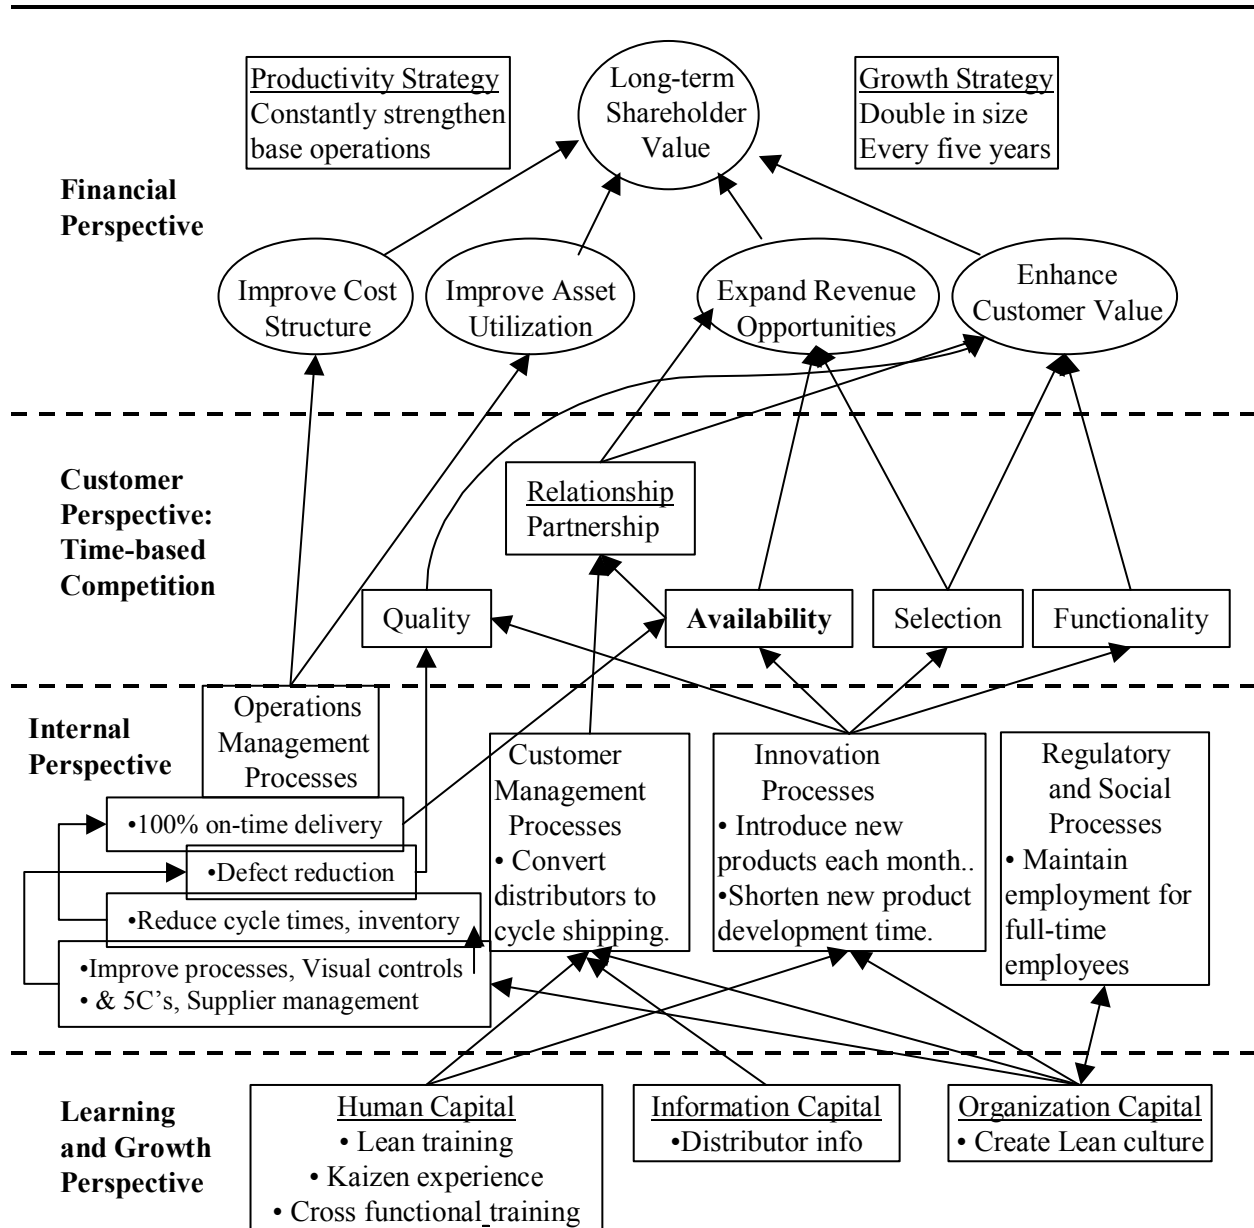 Productivity Strategy
Constantly strengthen
base operations
Long-term
Shareholder
Value
Growth Strategy
Double in size
Every five years
Financial
Perspective
Improve Cost
Structure
Improve Asset
Utilization
Expand Revenue
Opportunities
Enhance
Customer Value
Customer
Perspective:
Time-based
Competition
Relationship
Partnership
Quality
Availability
Selection
Functionality
Internal
Perspective
Operations
Management
Processes
•100% on-time delivery
•Defect reduction
•Reduce cycle times, inventory
•Improve processes, Visual controls
• & 5C's, Supplier management
Customer
Management
Processes
• Convert
distributors to
cycle shipping.
Innovation
Processes
• Introduce new
products each month..
•Shorten new product
development time.
Regulatory
and Social
Processes
• Maintain
employment for
full-time
employees
Learning
and Growth
Perspective
Human Capital
• Lean training
• Kaizen experience
• Cross functional training
Information Capital
•Distributor info
Organization Capital
• Create Lean culture